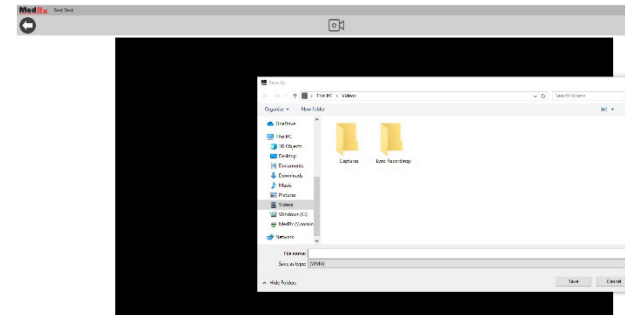 MedRx Test Test
Save As
This PC › Videos
Search Videos
Organize
New folder
OneDrive
This PC
3D Objects
Desktop
Documents
Downloads
Music
Pictures
Videos
Windows (C:)
Network
Captures
Lync Recordings
File name:
Save as type: (WMV)
Hide Folders
Save
Cancel